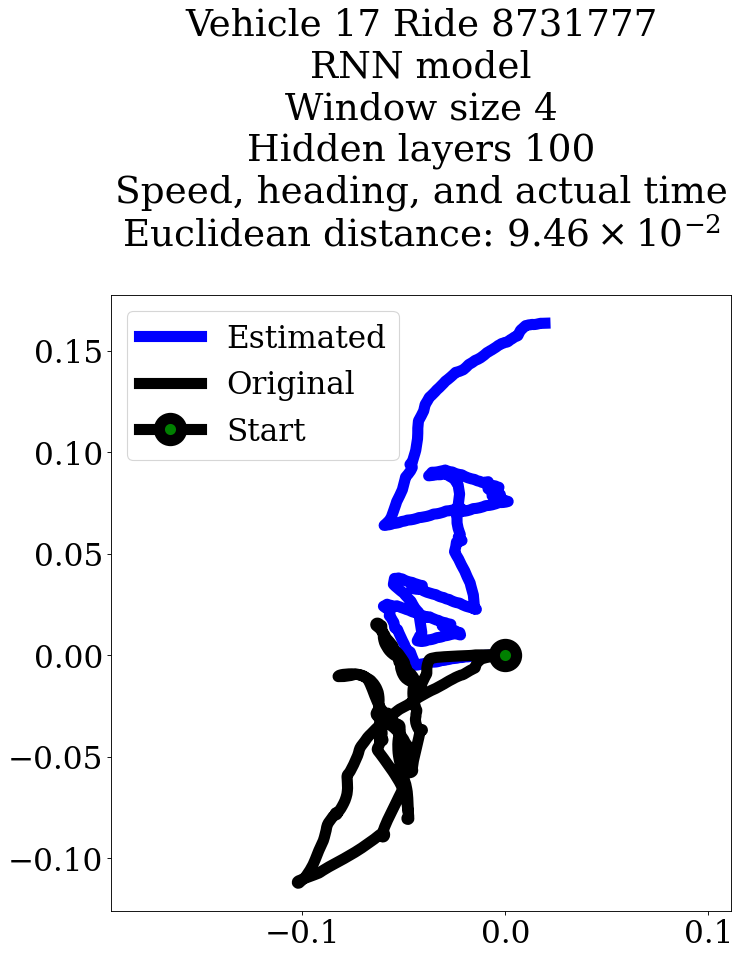 Vehicle 17 Ride 8731777
RNN model
Window size 4
Hidden layers 100
Speed, heading, and actual time
Euclidean distance: 9.46 × 10⁻²
Estimated
Original
Start
0.15
0.10
0.05
0.00
−0.05
−0.10
−0.1 0.0 0.1